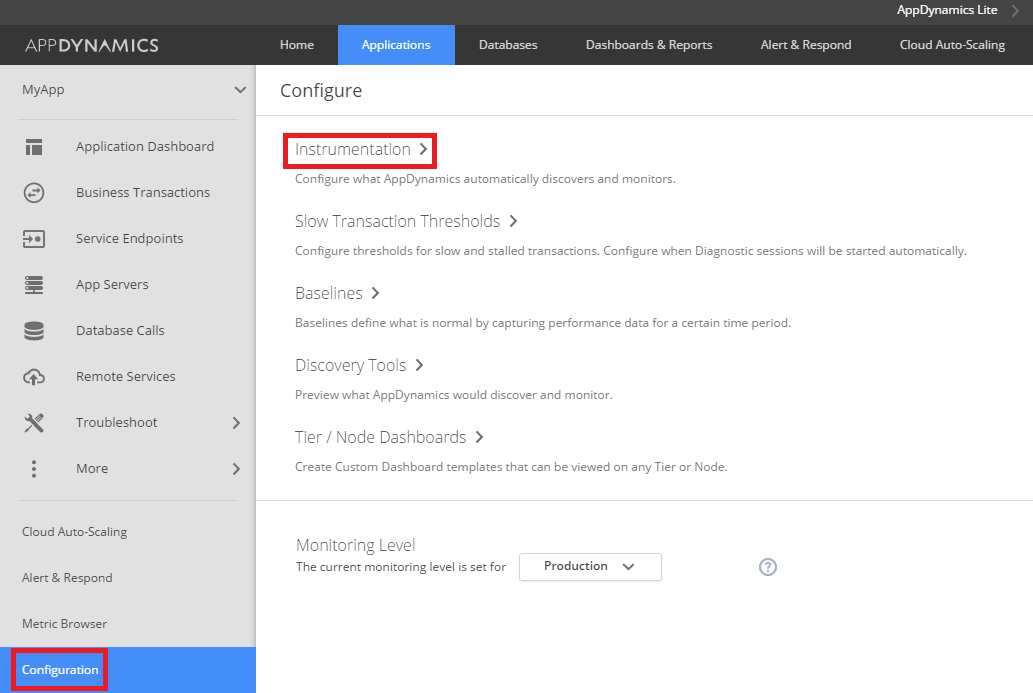 AppDynamics Lite
APPDYNAMICS
Home
Applications
Databases
Dashboards & Reports
Alert & Respond
Cloud Auto-Scaling
MyApp
Application Dashboard
Business Transactions
Service Endpoints
App Servers
Database Calls
Remote Services
Troubleshoot
More
Cloud Auto-Scaling
Alert & Respond
Metric Browser
Configuration
Configure
Instrumentation
Configure what AppDynamics automatically discovers and monitors.
Slow Transaction Thresholds
Configure thresholds for slow and stalled transactions. Configure when Diagnostic sessions will be started automatically.
Baselines
Baselines define what is normal by capturing performance data for a certain time period.
Discovery Tools
Preview what AppDynamics would discover and monitor.
Tier / Node Dashboards
Create Custom Dashboard templates that can be viewed on any Tier or Node.
Monitoring Level
The current monitoring level is set for
Production
?